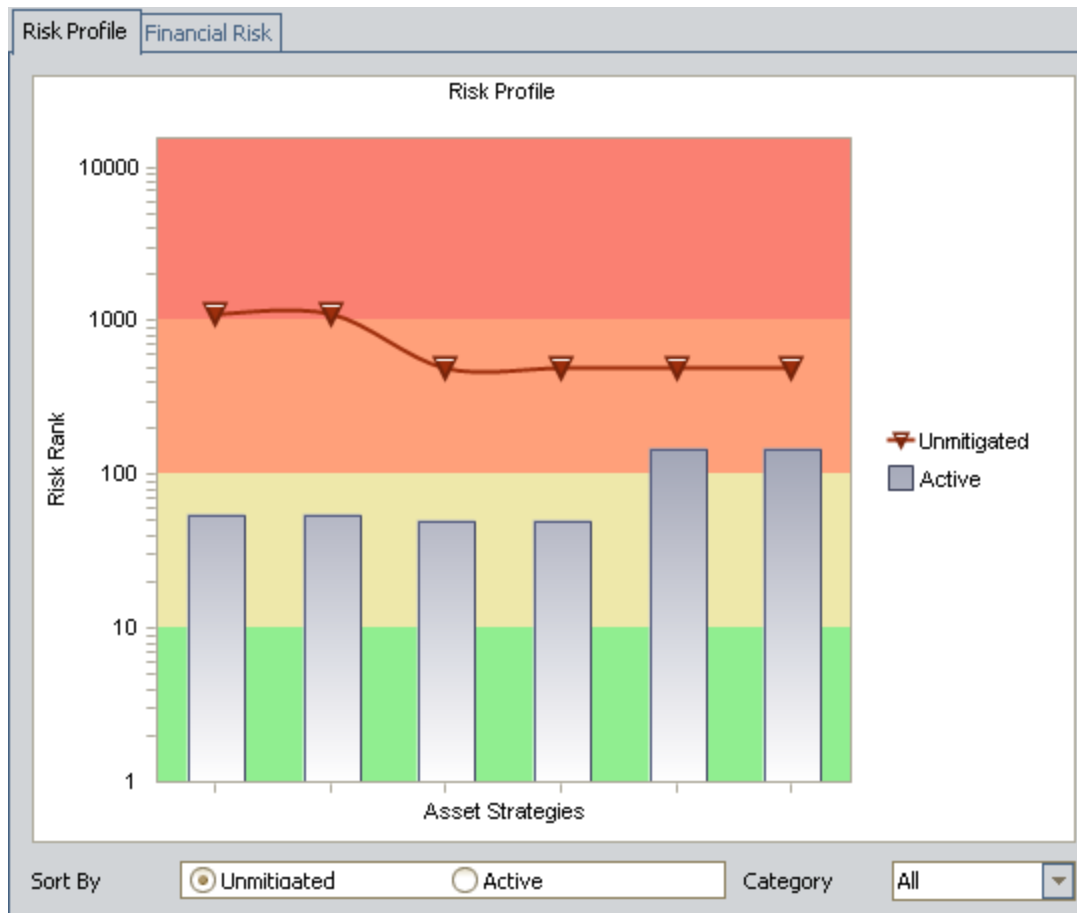 Risk Profile
Financial Risk
Risk Profile
10000
1000
100
10
1
Risk Rank
Unmitigated
Active
Asset Strategies
Sort By
Unmitigated
Active
Category
All